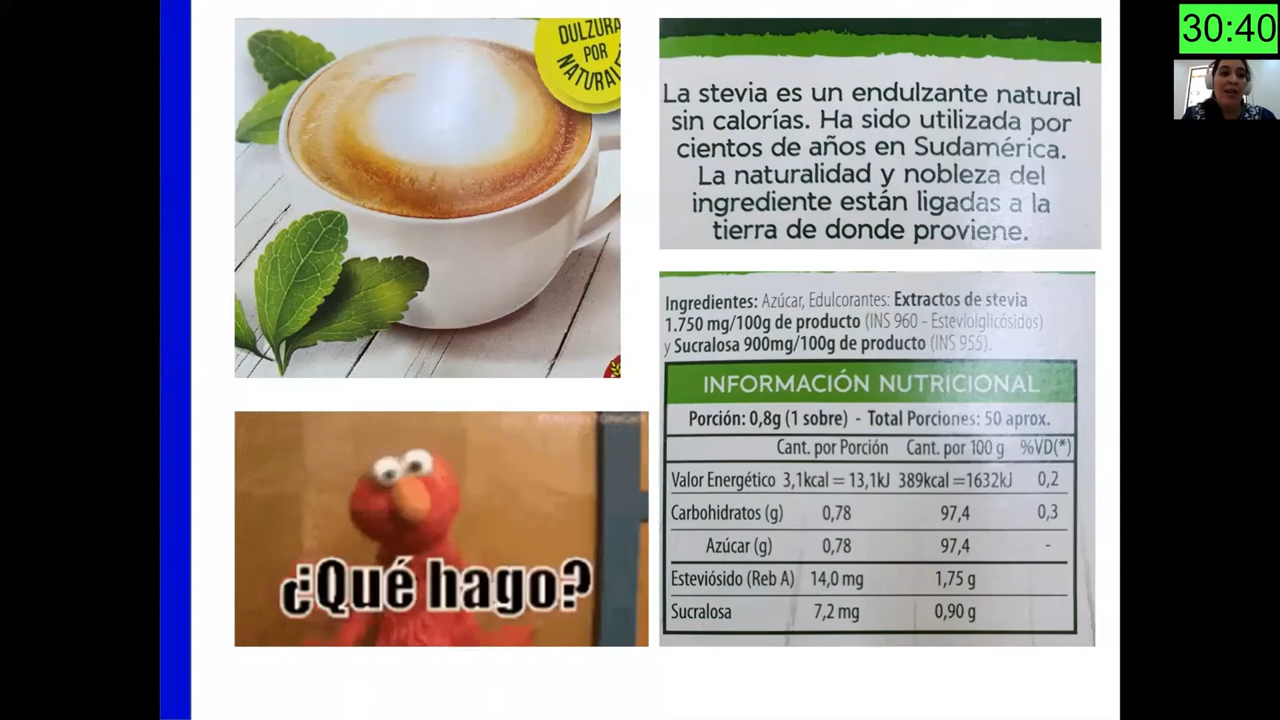 30:40
DULZURA
POR
La stevia es un endulzante natural
sin calorías. Ha sido utilizada por
cientos de años en Sudamérica.
La naturalidad y nobleza del
ingrediente están ligadas a la
tierra de donde proviene.
Ingredientes: Azúcar, Edulcorantes: Extractos de stevia
1.750 mg/100g de producto (INS 960 - Esteviolglicósidos)
y Sucralosa 900mg/100g de producto (INS 955).
INFORMACIÓN NUTRICIONAL
Porción: 0,8g (1 sobre) - Total Porciones: 50 aprox.
Cant. por Porción Cant. por 100 g %VD(*)
Valor Energético 3,1kcal = 13,1kJ 389kcal =1632kJ 0,2
Carbohidratos (g) 0,78 97,4 0,3
Azúcar (g) 0,78 97,4 -
Esteviósido (Reb A) 14,0 mg 1,75 g
Sucralosa 7,2 mg 0,90 g
¿Qué hago?